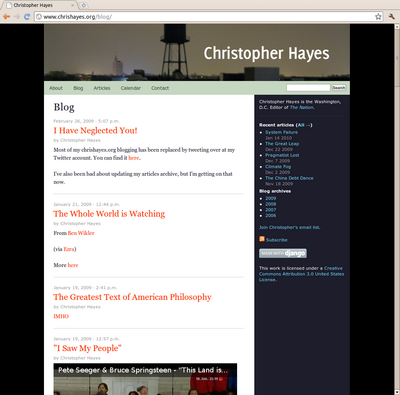 Christopher Hayes
www.chrishayes.org/blog/
Christopher Hayes
About Blog Articles Calendar Contact
Search
Blog
February 26, 2009 · 5:07 p.m.
I Have Neglected You!
by Christopher Hayes
Most of my chrishayes.org blogging has been replaced by tweeting over at my
Twitter account. You can find it here.
I've also been bad about updating my articles archive, but I'm getting on that
now.
January 21, 2009 · 12:44 p.m.
The Whole World is Watching
by Christopher Hayes
From Ben Wikler
(via Ezra)
More here
January 19, 2009 · 2:41 p.m.
The Greatest Text of American Philosophy
by Christopher Hayes
IMHO
January 19, 2009 · 12:57 p.m.
"I Saw My People"
by Christopher Hayes
Pete Seeger & Bruce Springsteen - "This Land is...
Christopher Hayes is the Washington,
D.C. Editor of The Nation.
Recent articles (All →)
System Failure
Jan 14 2010
The Great Leap
Dec 22 2009
Pragmatist Left
Dec 7 2009
Climate Fog
Dec 2 2009
The China Debt Dance
Nov 16 2009
Blog archives
2009
2008
2007
2006
Join Christopher's email list.
Subscribe
MADE WITH django
This work is licensed under a Creative
Commons Attribution 3.0 United States
License.